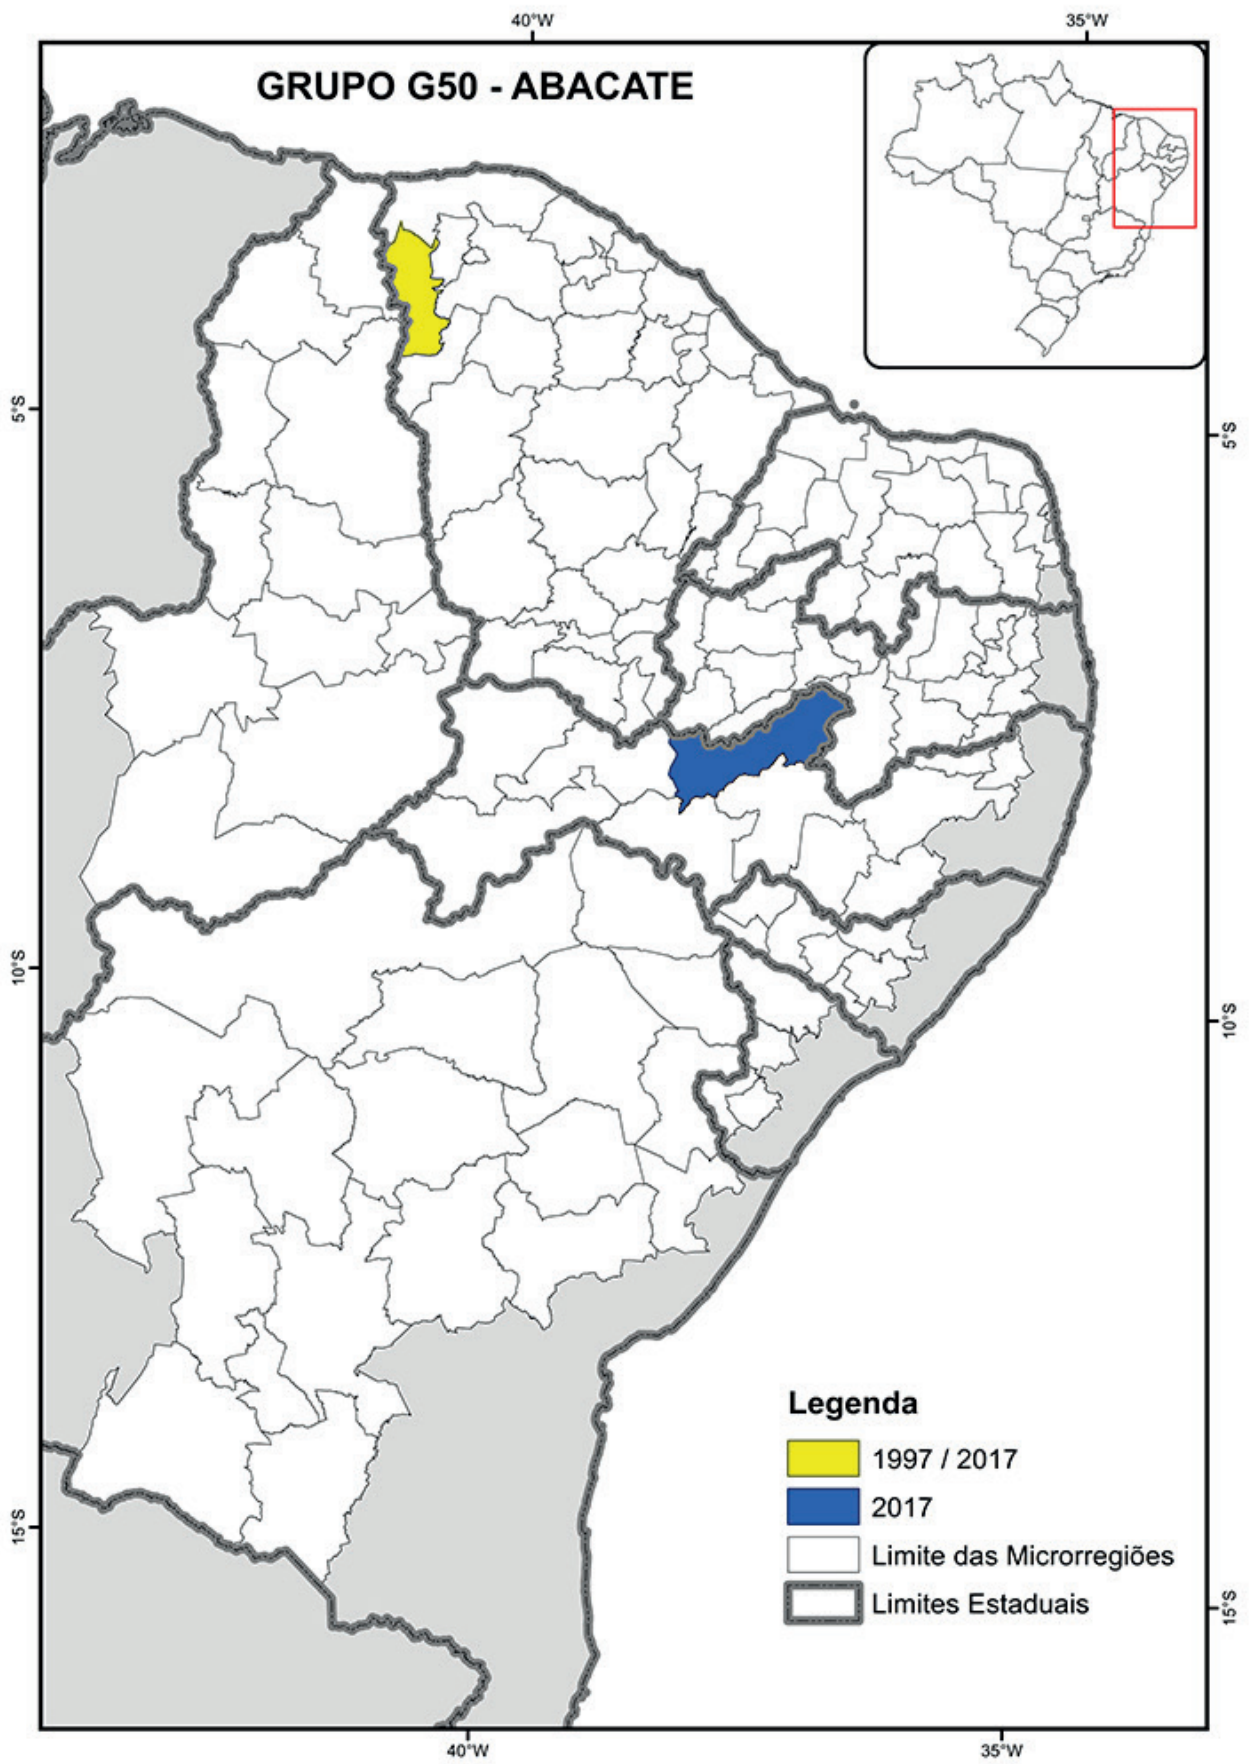 40°W
35°W
GRUPO G50 - ABACATE
5°S
5°S
10°S
10°S
Legenda
1997 / 2017
2017
Limite das Microrregiões
Limites Estaduais
15°S
15°S
40°W
35°W